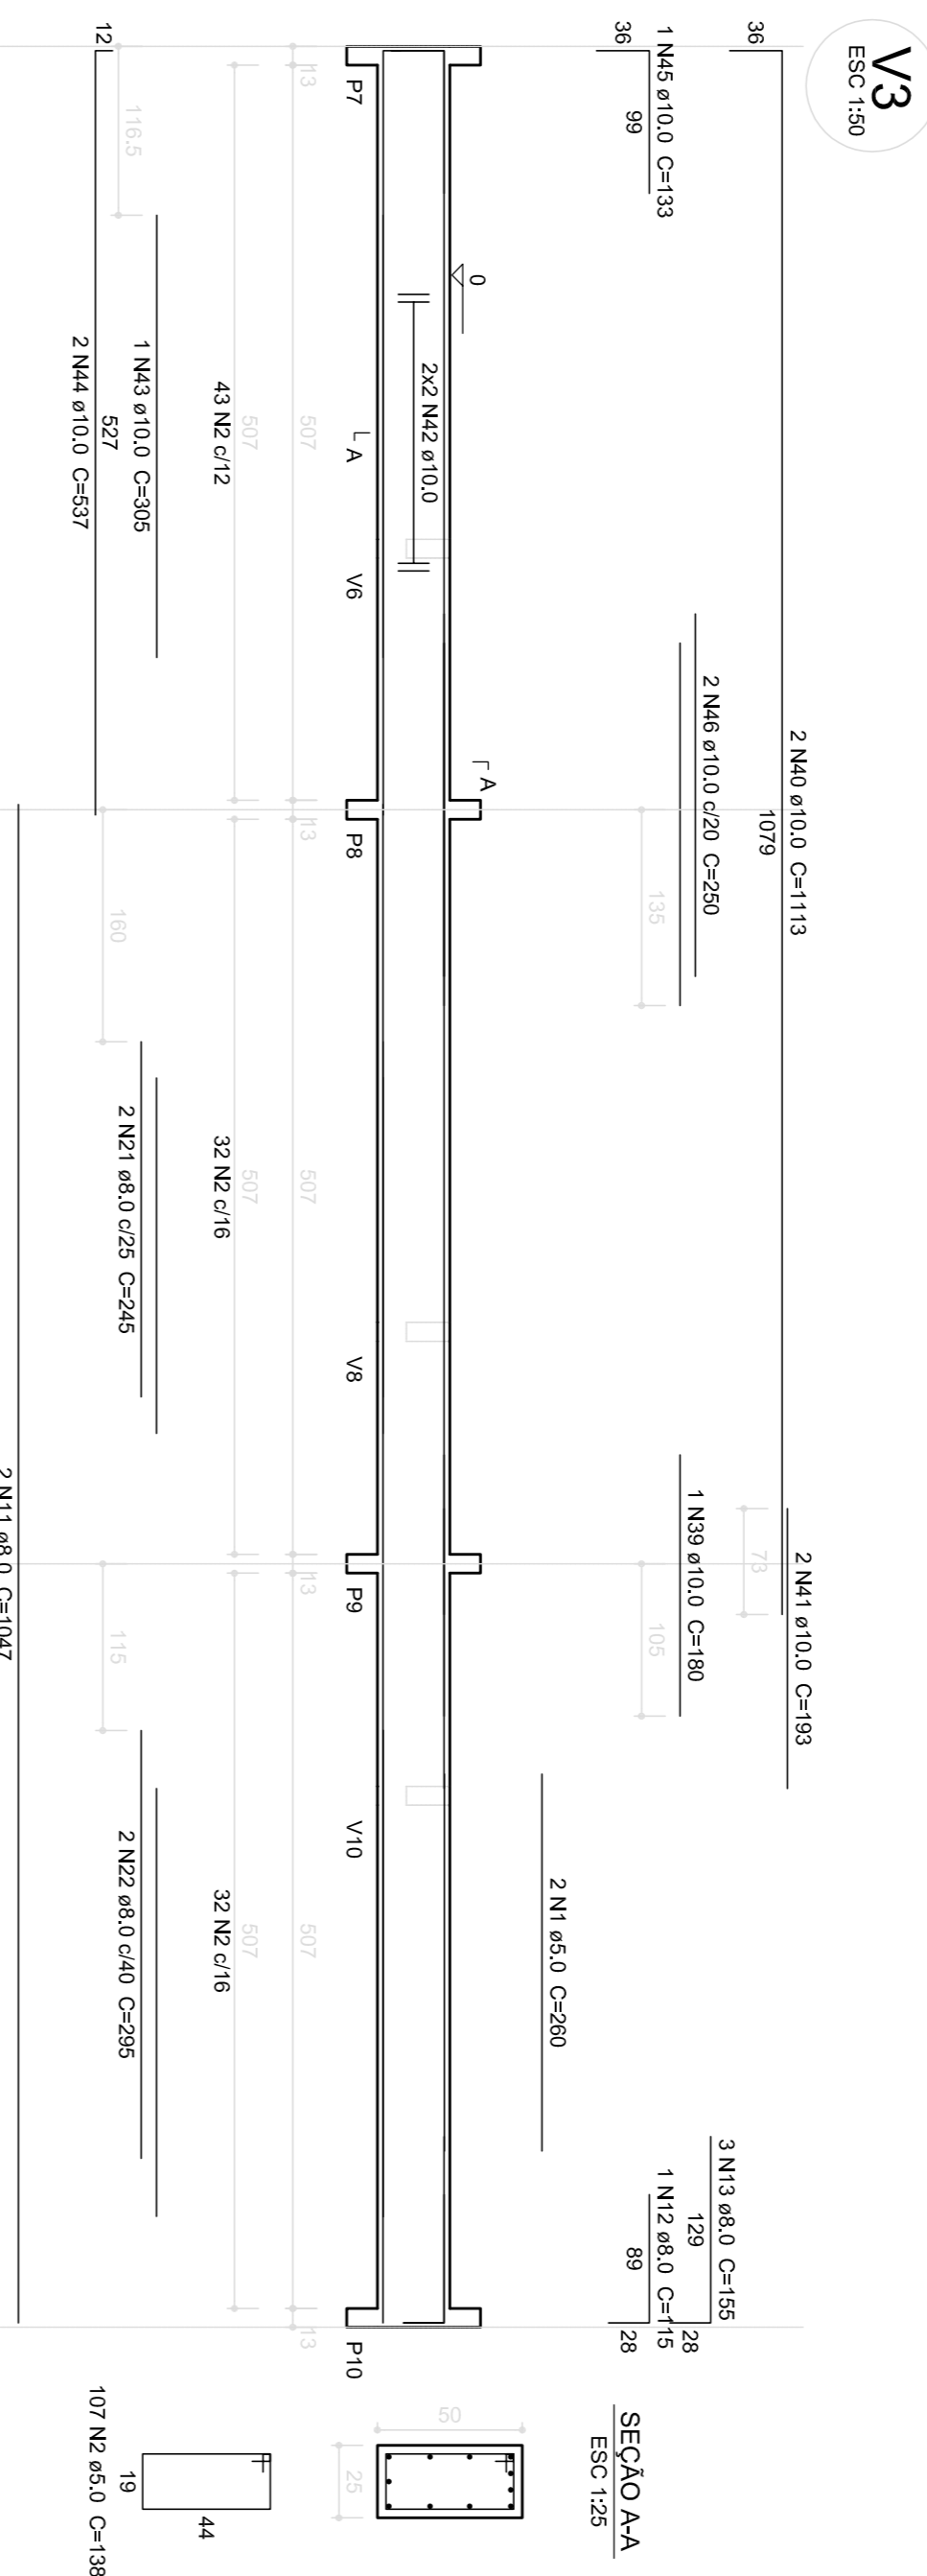 V3
ESC 1:50
2 N40 ø10.0  C=1113
36
1079
2 N41 ø10.0  C=193
73
3 N13 ø8.0  C=155
129
28
2 N46 ø10.0 c/20  C=250
135
1 N39 ø10.0  C=180
105
1 N45 ø10.0  C=133
36
99
1 N12 ø8.0  C=115
89
28
2 N1 ø5.0  C=260
0
A
2x2 N42 ø10.0
A
P7
V6
P8
V8
P9
V10
P10
13
507
13
507
13
507
13
507
507
507
43 N2 c/12
32 N2 c/16
32 N2 c/16
116.5
1 N43 ø10.0  C=305
160
2 N21 ø8.0 c/25  C=245
115
2 N22 ø8.0 c/40  C=295
12
527
2 N44 ø10.0  C=537
2 N11 ø8.0  C=1047
SEÇÃO A-A
ESC 1:25
50
25
44
19
107 N2 ø5.0  C=138